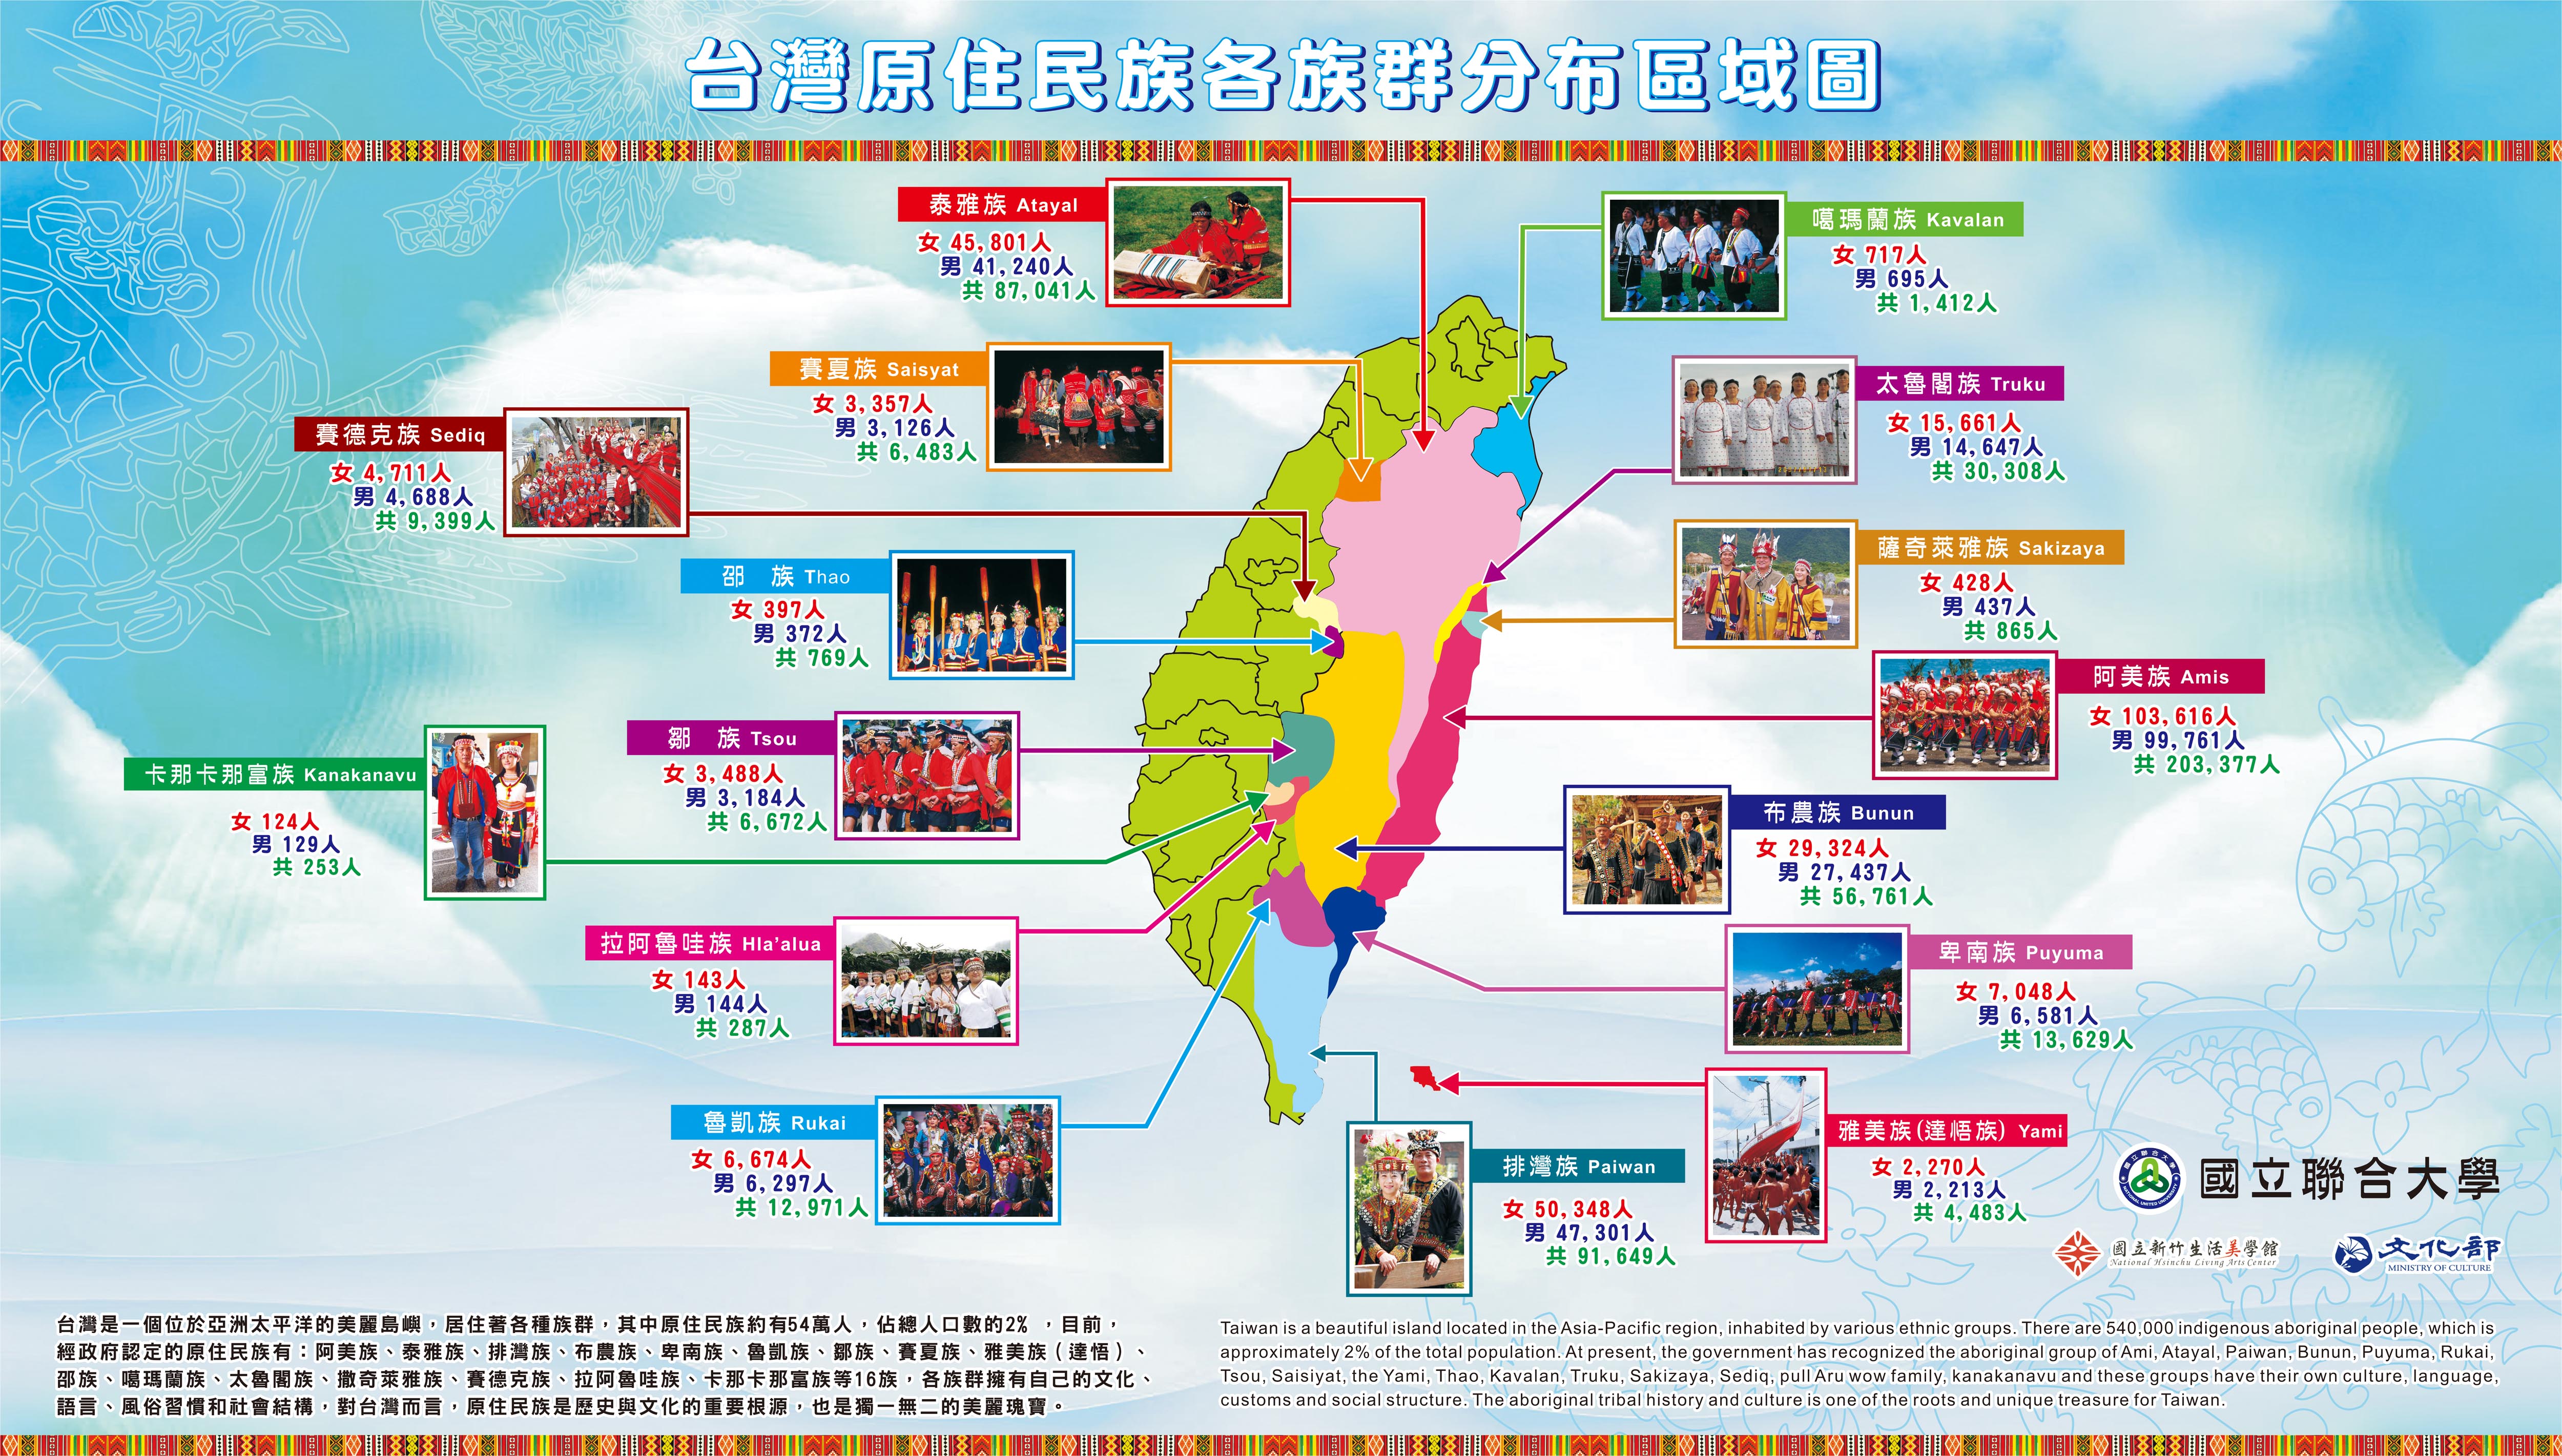 台灣原住民族各族群分布區域圖
泰雅族 Atayal
女 45,801人
男 41,240人
共 87,041人
噶瑪蘭族 Kavalan
女 717人
男 695人
共 1,412人
賽夏族 Saisyat
女 3,357人
男 3,126人
共 6,483人
太魯閣族 Truku
女 15,661人
男 14,647人
共 30,308人
賽德克族 Sediq
女 4,711人
男 4,688人
共 9,399人
薩奇萊雅族 Sakizaya
女 428人
男 437人
共 865人
邵 族 Thao
女 397人
男 372人
共 769人
阿美族 Amis
女 103,616人
男 99,761人
共 203,377人
鄒 族 Tsou
女 3,488人
男 3,184人
共 6,672人
卡那卡那富族 Kanakanavu
女 124人
男 129人
共 253人
布農族 Bunun
女 29,324人
男 27,437人
共 56,761人
拉阿魯哇族 Hla’alua
女 143人
男 144人
共 287人
卑南族 Puyuma
女 7,048人
男 6,581人
共 13,629人
魯凱族 Rukai
女 6,674人
男 6,297人
共 12,971人
排灣族 Paiwan
女 50,348人
男 47,301人
共 91,649人
雅美族(達悟族) Yami
女 2,270人
男 2,213人
共 4,483人
國立聯合大學
國立新竹生活美學館
National Hsinchu Living Arts Center
文化部
MINISTRY OF CULTURE
台灣是一個位於亞洲太平洋的美麗島嶼，居住著各種族群，其中原住民族約有54萬人，佔總人口數的2% ，目前，
經政府認定的原住民族有：阿美族、泰雅族、排灣族、布農族、卑南族、魯凱族、鄒族、賽夏族、雅美族（達悟）、
邵族、噶瑪蘭族、太魯閣族、撒奇萊雅族、賽德克族、拉阿魯哇族、卡那卡那富族等16族，各族群擁有自己的文化、
語言、風俗習慣和社會結構，對台灣而言，原住民族是歷史與文化的重要根源，也是獨一無二的美麗瑰寶。
Taiwan is a beautiful island located in the Asia-Pacific region, inhabited by various ethnic groups. There are 540,000 indigenous aboriginal people, which is
approximately 2% of the total population. At present, the government has recognized the aboriginal group of Ami, Atayal, Paiwan, Bunun, Puyuma, Rukai,
Tsou, Saisiyat, the Yami, Thao, Kavalan, Truku, Sakizaya, Sediq, pull Aru wow family, kanakanavu and these groups have their own culture, language,
customs and social structure. The aboriginal tribal history and culture is one of the roots and unique treasure for Taiwan.